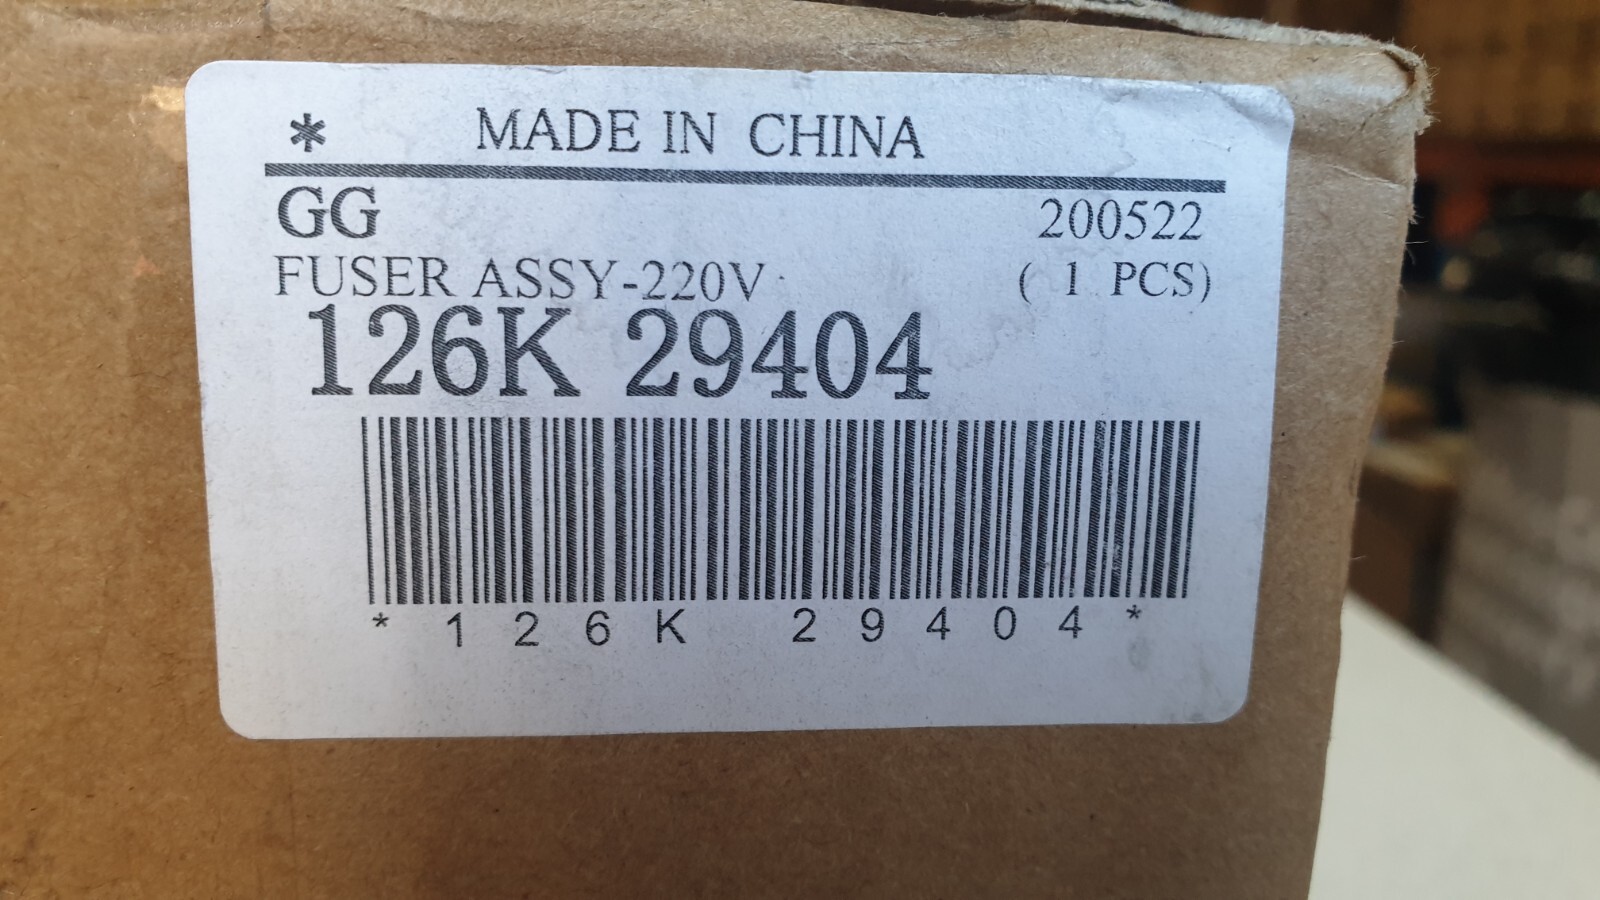 * MADE IN CHINA
GG 200522
FUSER ASSY-220V ( 1 PCS)
126K 29404
*126K 29404*